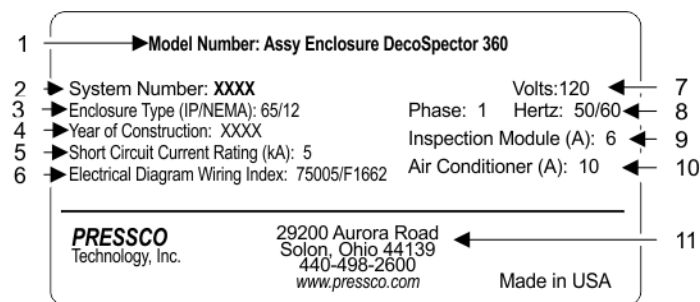 1 Model Number: Assy Enclosure DecoSpector 360
2 System Number: XXXX Volts:120 7
3 Enclosure Type (IP/NEMA): 65/12 Phase: 1 Hertz: 50/60 8
4 Year of Construction: XXXX Inspection Module (A): 6 9
5 Short Circuit Current Rating (kA): 5 Air Conditioner (A): 10 10
6 Electrical Diagram Wiring Index: 75005/F1662
PRESSCO
Technology, Inc.
29200 Aurora Road
Solon, Ohio 44139 11
440-498-2600
www.pressco.com
Made in USA